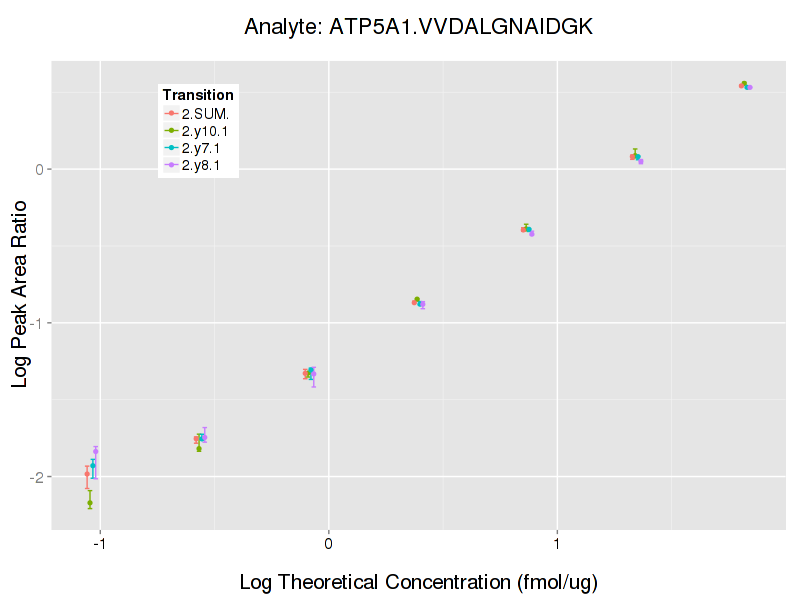 Analyte: ATP5A1.VVDALGNAIDGK
Transition
2.SUM.
2.y10.1
2.y7.1
2.y8.1
0
-1
-2
Log Peak Area Ratio
-1 0 1
Log Theoretical Concentration (fmol/ug)